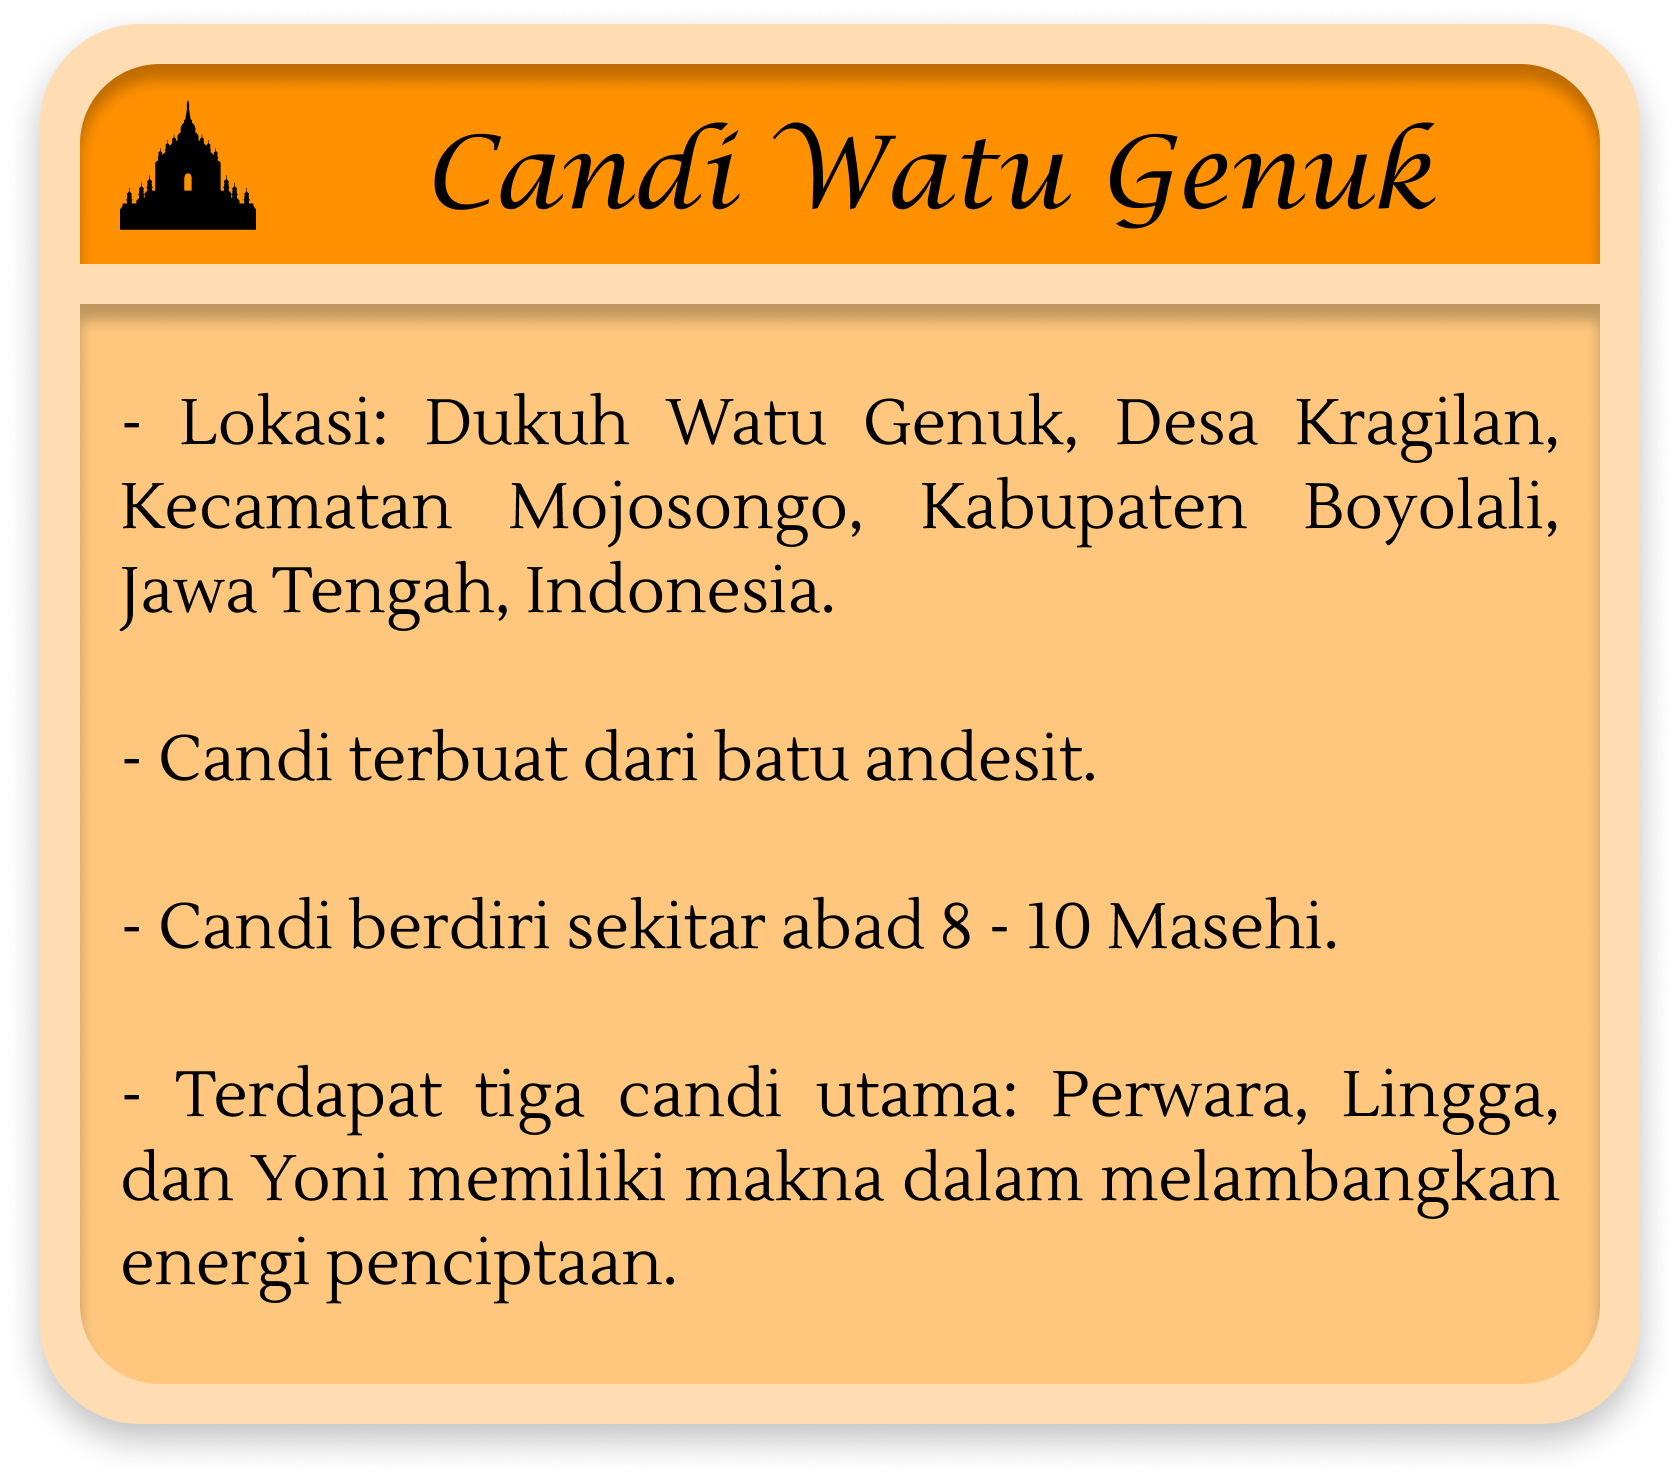 Candi Watu Genuk
- Lokasi: Dukuh Watu Genuk, Desa Kragilan,
Kecamatan Mojosongo, Kabupaten Boyolali,
Jawa Tengah, Indonesia.
- Candi terbuat dari batu andesit.
- Candi berdiri sekitar abad 8 - 10 Masehi.
- Terdapat tiga candi utama: Perwara, Lingga,
dan Yoni memiliki makna dalam melambangkan
energi penciptaan.